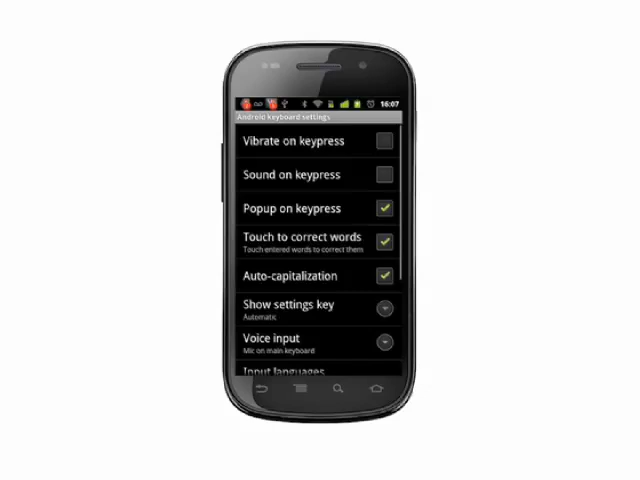 16:07
Android keyboard settings
Vibrate on keypress
Sound on keypress
Popup on keypress
Touch to correct words
Touch entered words to correct them
Auto-capitalization
Show settings key
Automatic
Voice input
Mic on main keyboard
Input languages